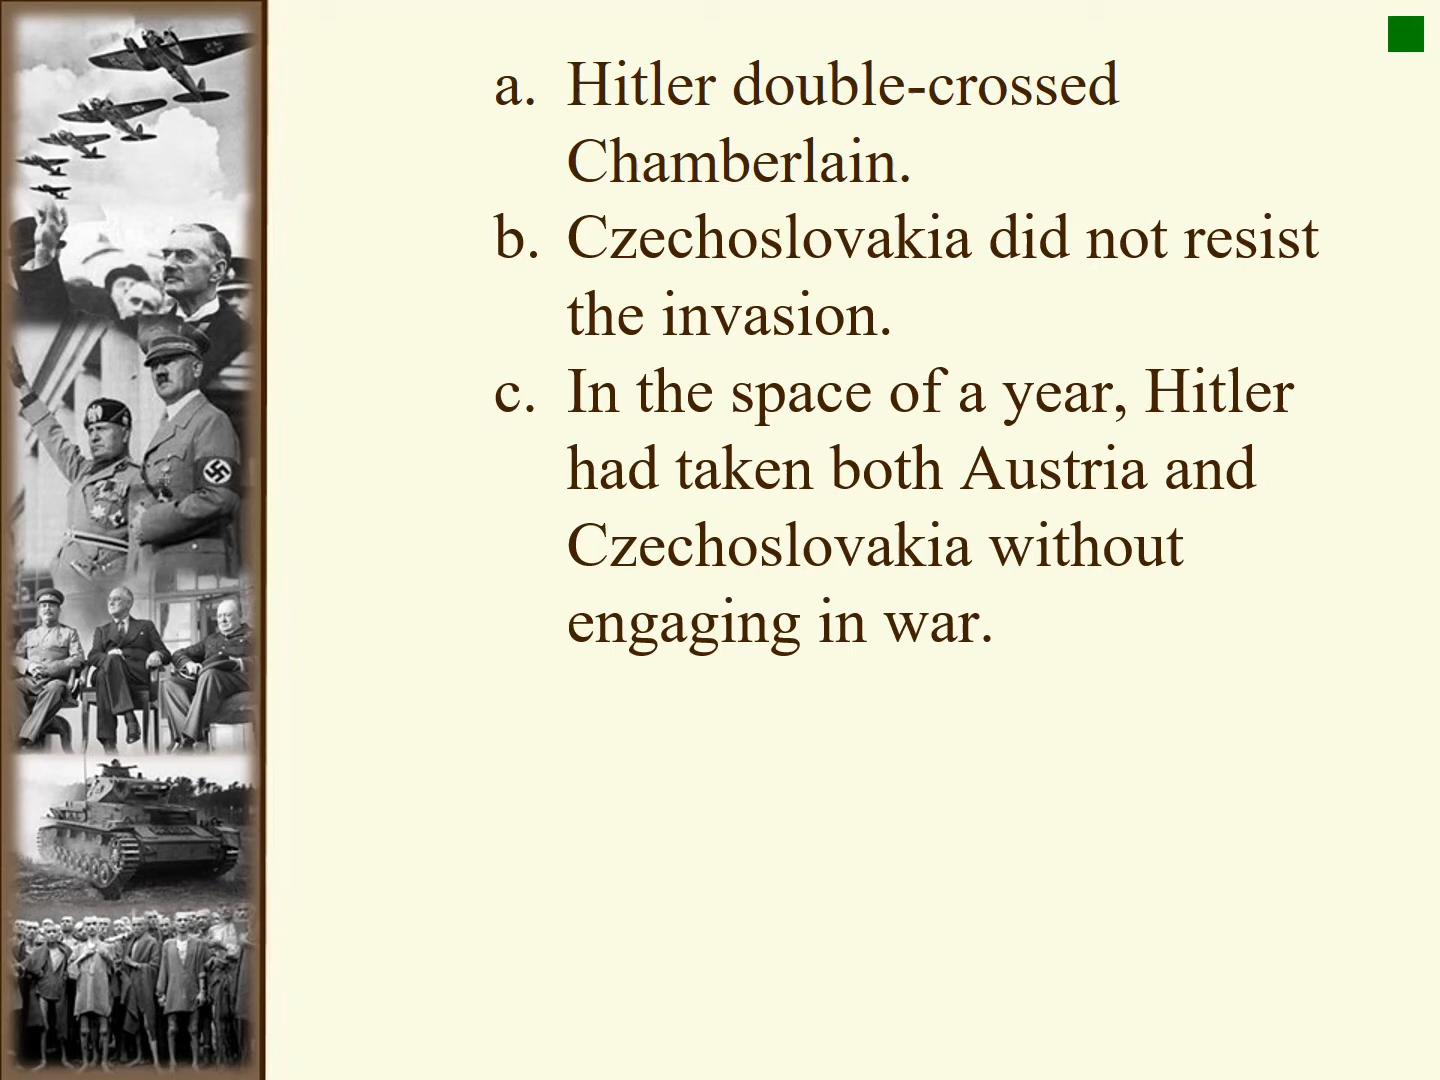 a. Hitler double-crossed
Chamberlain.
b. Czechoslovakia did not resist
the invasion.
c. In the space of a year, Hitler
had taken both Austria and
Czechoslovakia without
engaging in war.